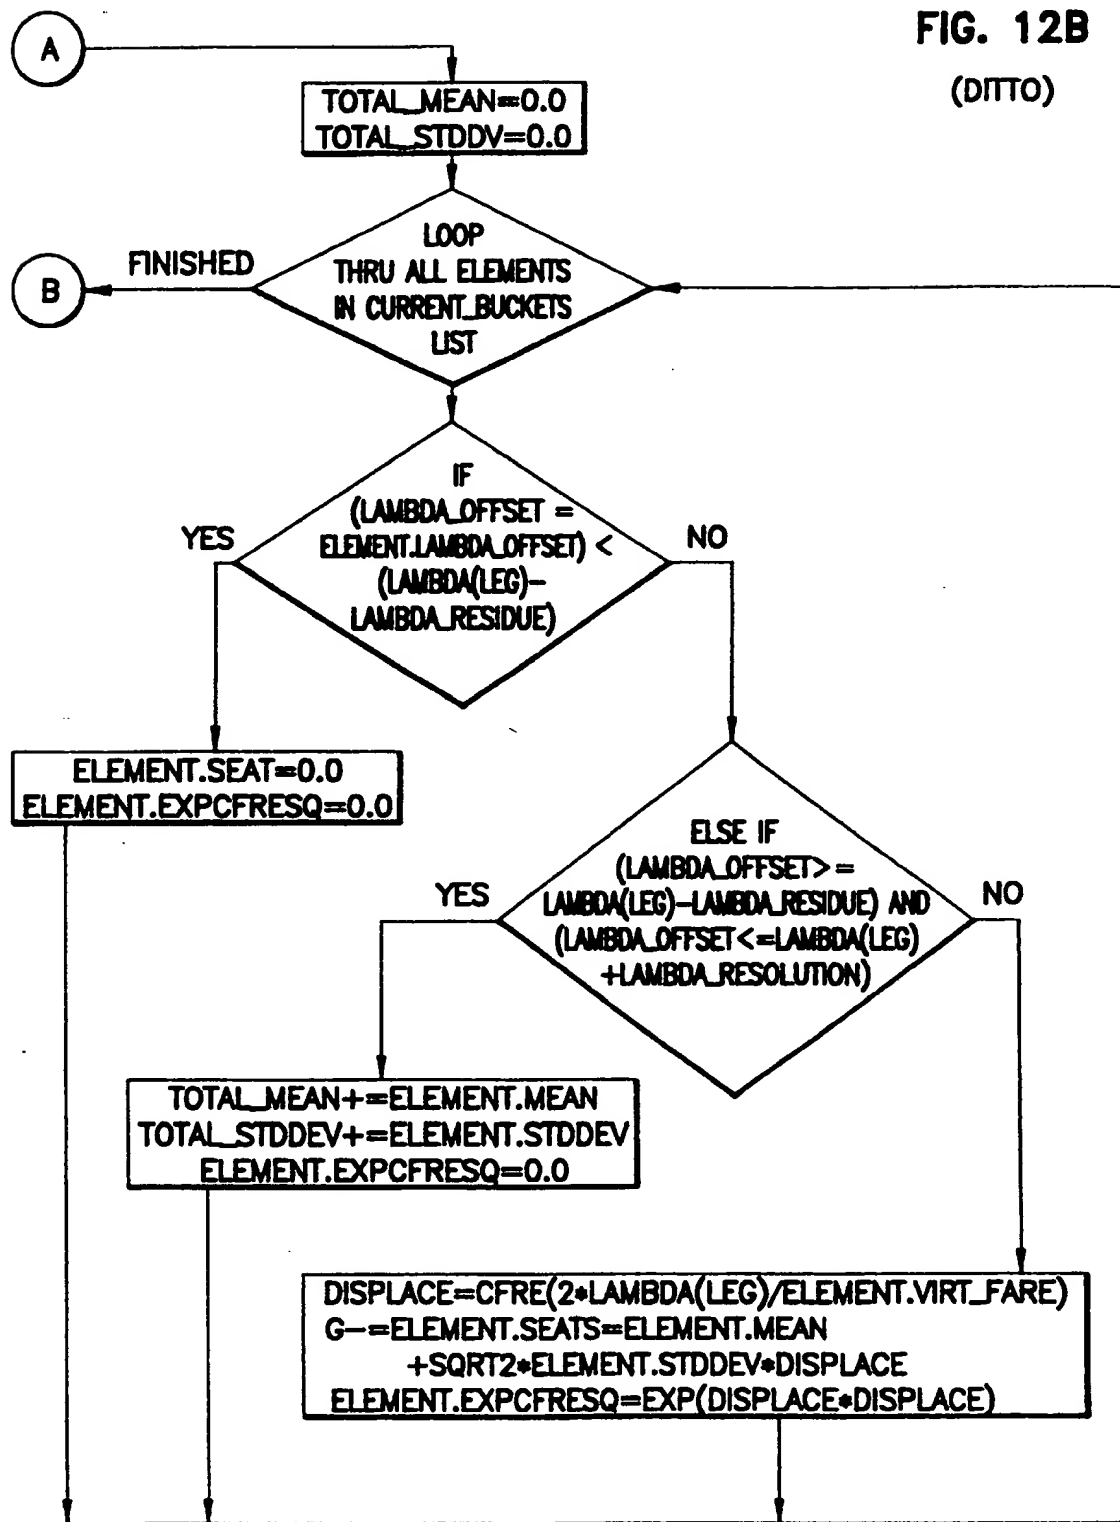 FIG. 12B
(DITTO)
A
TOTAL_MEAN=0.0
TOTAL_STDDV=0.0
LOOP
THRU ALL ELEMENTS
IN CURRENT_BUCKETS
LIST
FINISHED
B
IF
(LAMBDA_OFFSET =
ELEMENT.LAMBDA_OFFSET) <
(LAMBDA(LEG)-
LAMBDA_RESIDUE)
YES
NO
ELEMENT.SEAT=0.0
ELEMENT.EXPCFRESQ=0.0
ELSE IF
(LAMBDA_OFFSET>=
LAMBDA(LEG)-LAMBDA_RESIDUE) AND
(LAMBDA_OFFSET<=LAMBDA(LEG)
+LAMBDA_RESOLUTION)
YES
NO
TOTAL_MEAN+=ELEMENT.MEAN
TOTAL_STDDEV+=ELEMENT.STDDEV
ELEMENT.EXPCFRESQ=0.0
DISPLACE=CFRE(2*LAMBDA(LEG)/ELEMENT.VIRT_FARE)
G-=ELEMENT.SEATS=ELEMENT.MEAN
+SQRT2*ELEMENT.STDDEV*DISPLACE
ELEMENT.EXPCFRESQ=EXP(DISPLACE*DISPLACE)